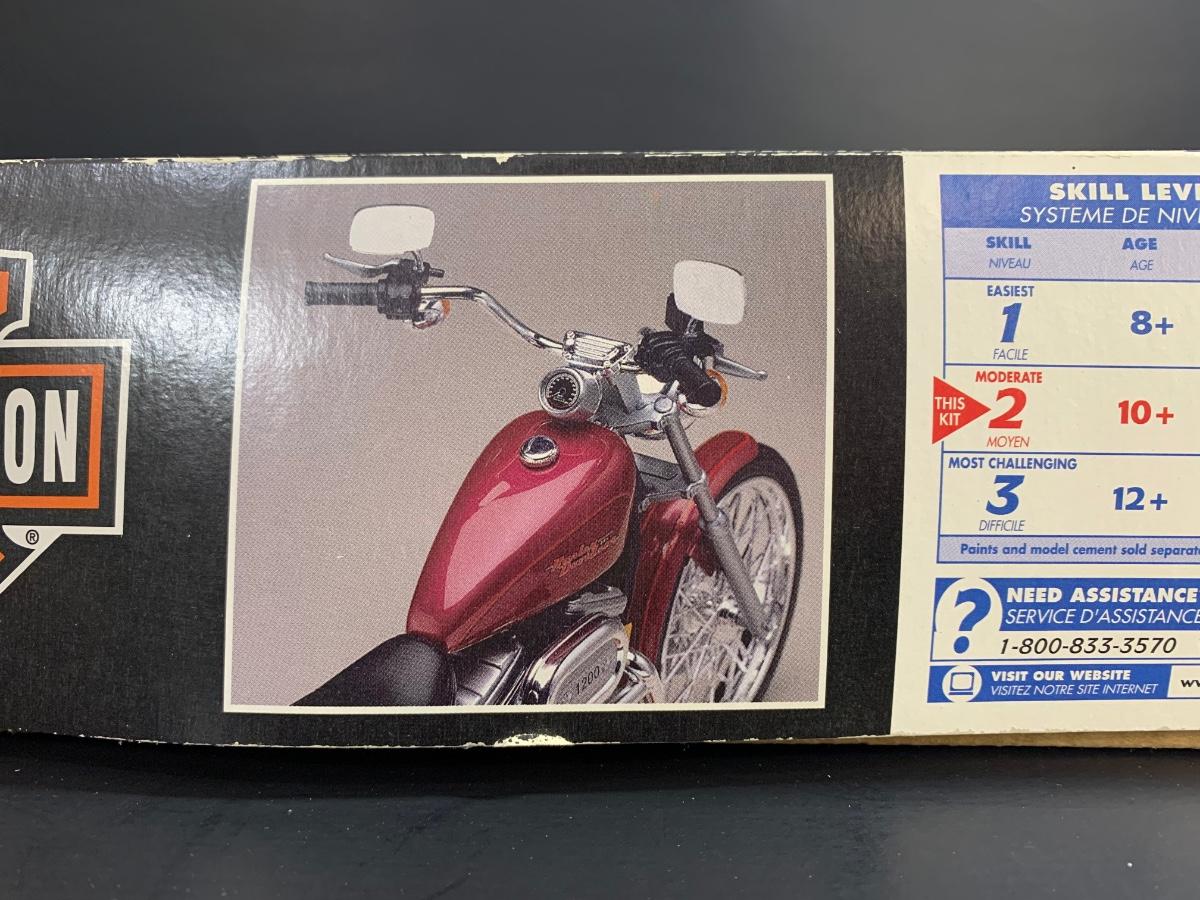 ON
®
1200
SKILL LEV
SYSTEME DE NIV
SKILL AGE
NIVEAU AGE
EASIEST
1 8+
FACILE
MODERATE
THIS KIT 2 10+
MOYEN
MOST CHALLENGING
3 12+
DIFFICILE
Paints and model cement sold separat
? NEED ASSISTANCE
SERVICE D'ASSISTANCE
1-800-833-3570
VISIT OUR WEBSITE
VISITEZ NOTRE SITE INTERNET